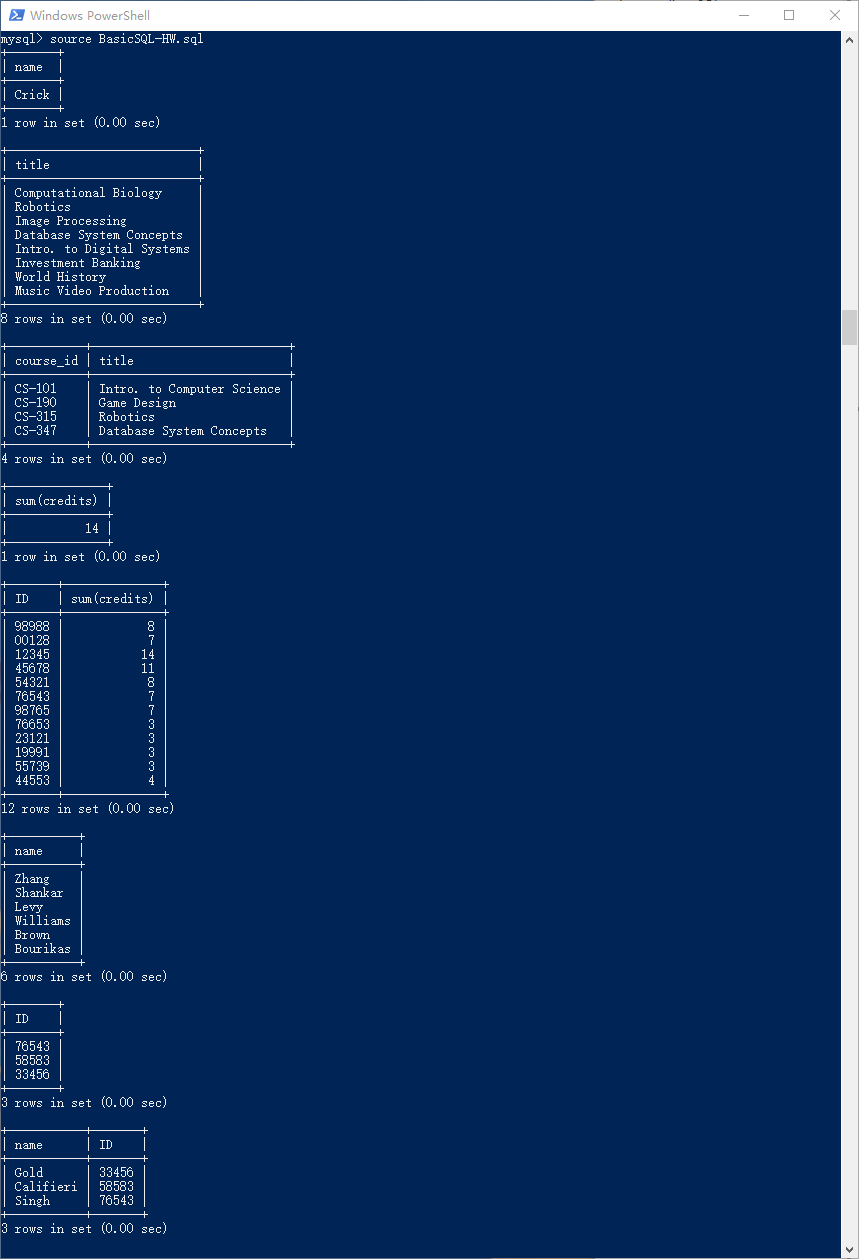 Windows PowerShell
mysql> source BasicSQL-HW.sql
+-------+
| name  |
+-------+
| Crick |
+-------+
1 row in set (0.00 sec)

+---------------------------+
| title                     |
+---------------------------+
| Computational Biology     |
| Robotics                  |
| Image Processing          |
| Database System Concepts  |
| Intro. to Digital Systems |
| Investment Banking        |
| World History             |
| Music Video Production    |
+---------------------------+
8 rows in set (0.00 sec)

+-----------+----------------------------+
| course_id | title                      |
+-----------+----------------------------+
| CS-101    | Intro. to Computer Science |
| CS-190    | Game Design                |
| CS-315    | Robotics                   |
| CS-347    | Database System Concepts   |
+-----------+----------------------------+
4 rows in set (0.00 sec)

+--------------+
| sum(credits) |
+--------------+
|           14 |
+--------------+
1 row in set (0.00 sec)

+-------+--------------+
| ID    | sum(credits) |
+-------+--------------+
| 98988 |            8 |
| 00128 |            7 |
| 12345 |           14 |
| 45678 |           11 |
| 54321 |            8 |
| 76543 |            7 |
| 98765 |            7 |
| 76653 |            3 |
| 23121 |            3 |
| 19991 |            3 |
| 55739 |            3 |
| 44553 |            4 |
+-------+--------------+
12 rows in set (0.00 sec)

+----------+
| name     |
+----------+
| Zhang    |
| Shankar  |
| Levy     |
| Williams |
| Brown    |
| Bourikas |
+----------+
6 rows in set (0.00 sec)

+-------+
| ID    |
+-------+
| 76543 |
| 58583 |
| 33456 |
+-------+
3 rows in set (0.00 sec)

+-----------+-------+
| name      | ID    |
+-----------+-------+
| Gold      | 33456 |
| Califieri | 58583 |
| Singh     | 76543 |
+-----------+-------+
3 rows in set (0.00 sec)